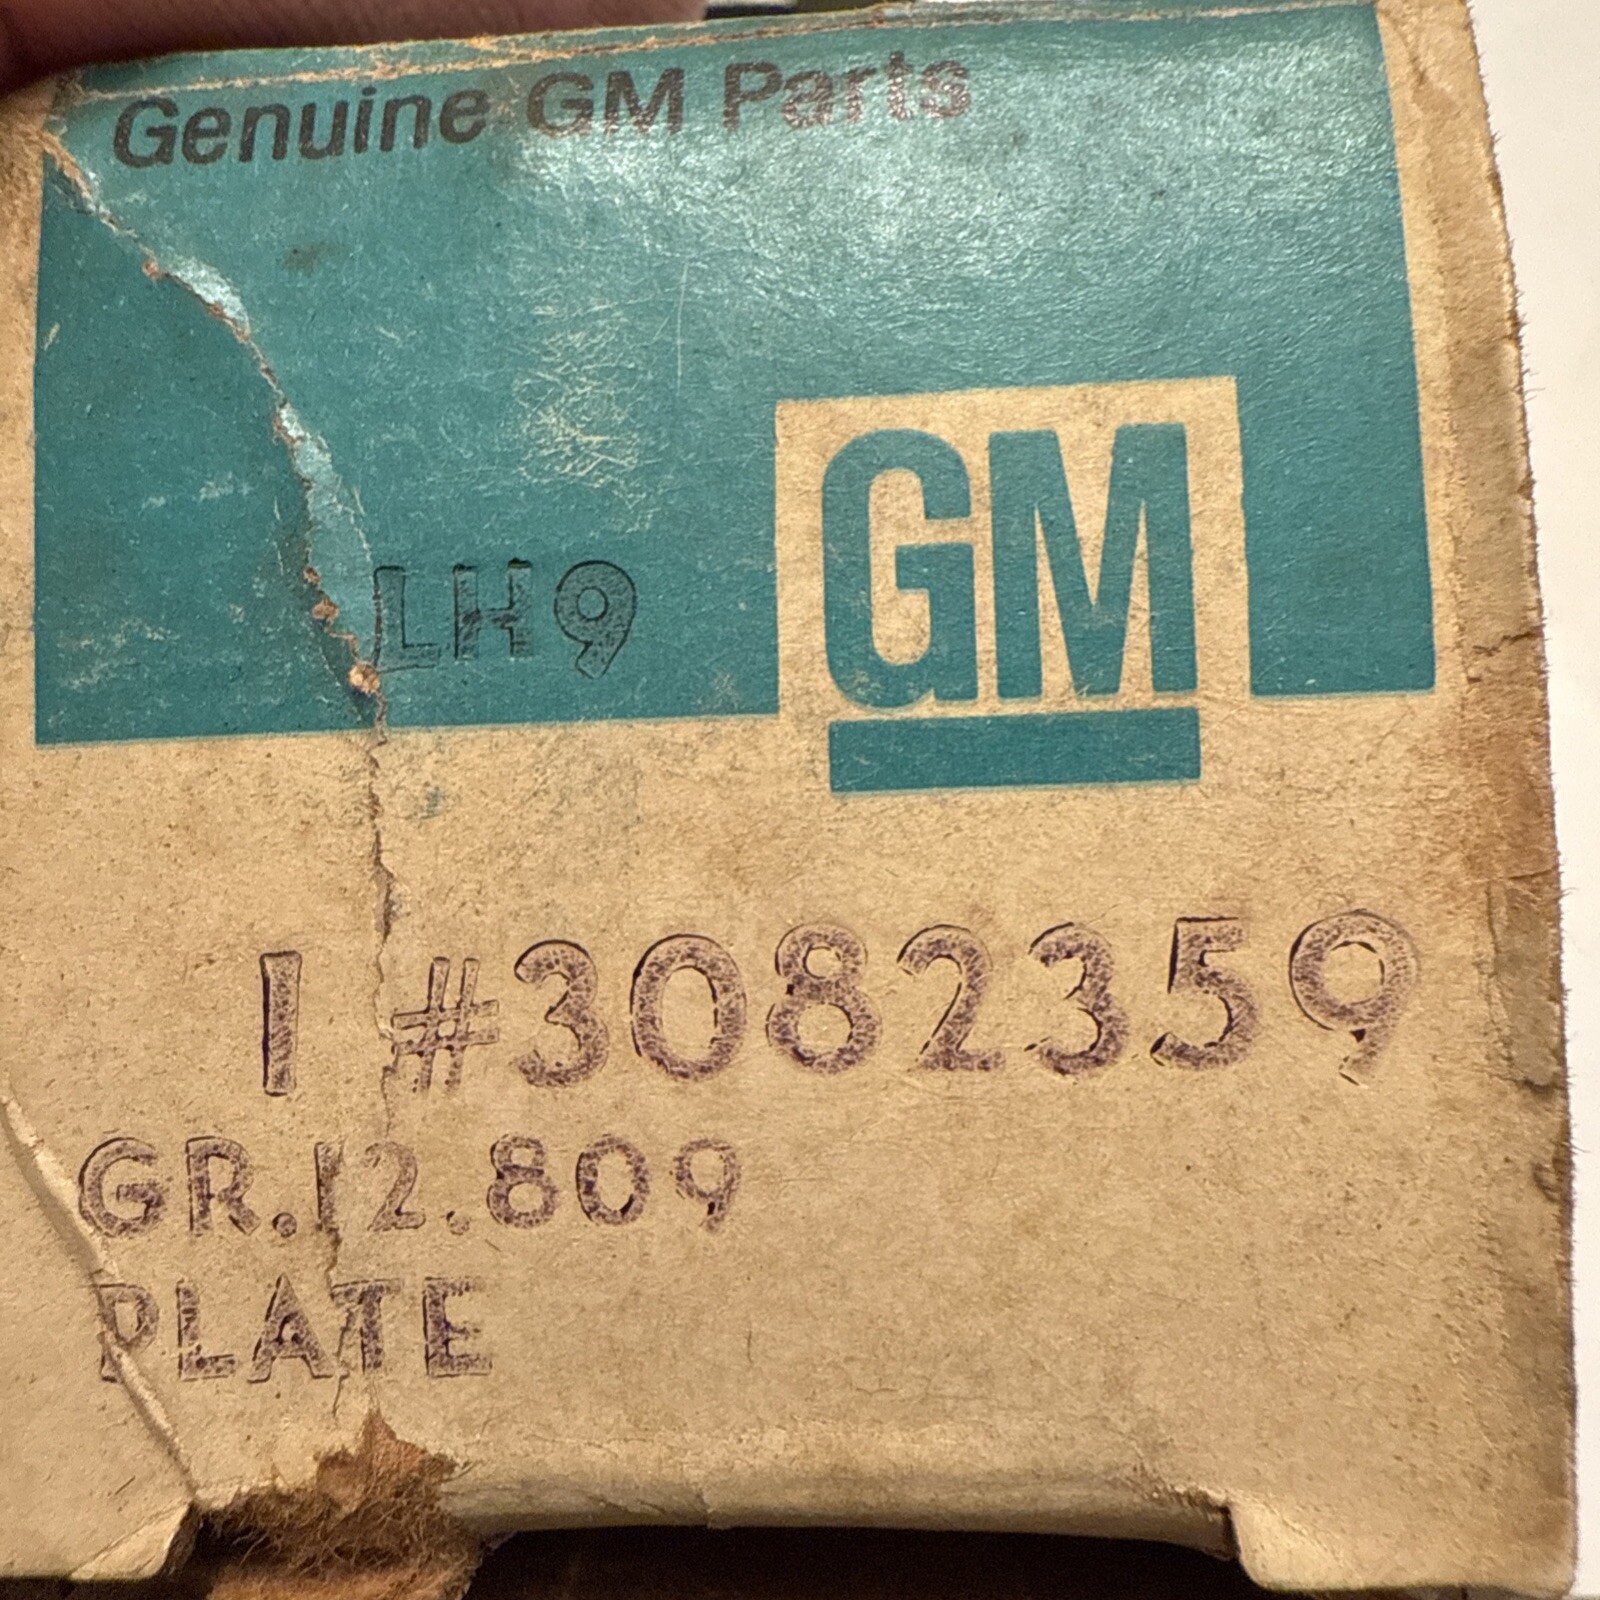 Genuine GM Parts
GM
LH9
1 #3082359
GR.12.809
PLATE